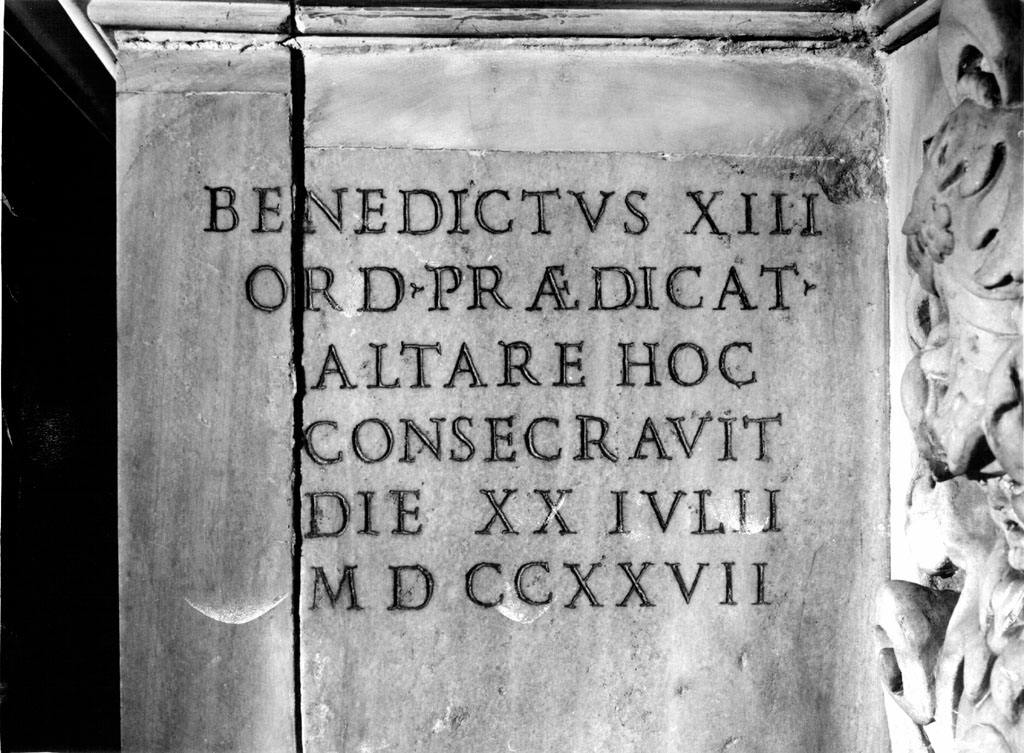 BENEDICTVS XIII
ORD·PRÆDICAT·
ALTARE HOC
CONSECRAVIT
DIE XX IVLII
MDCCXXVII